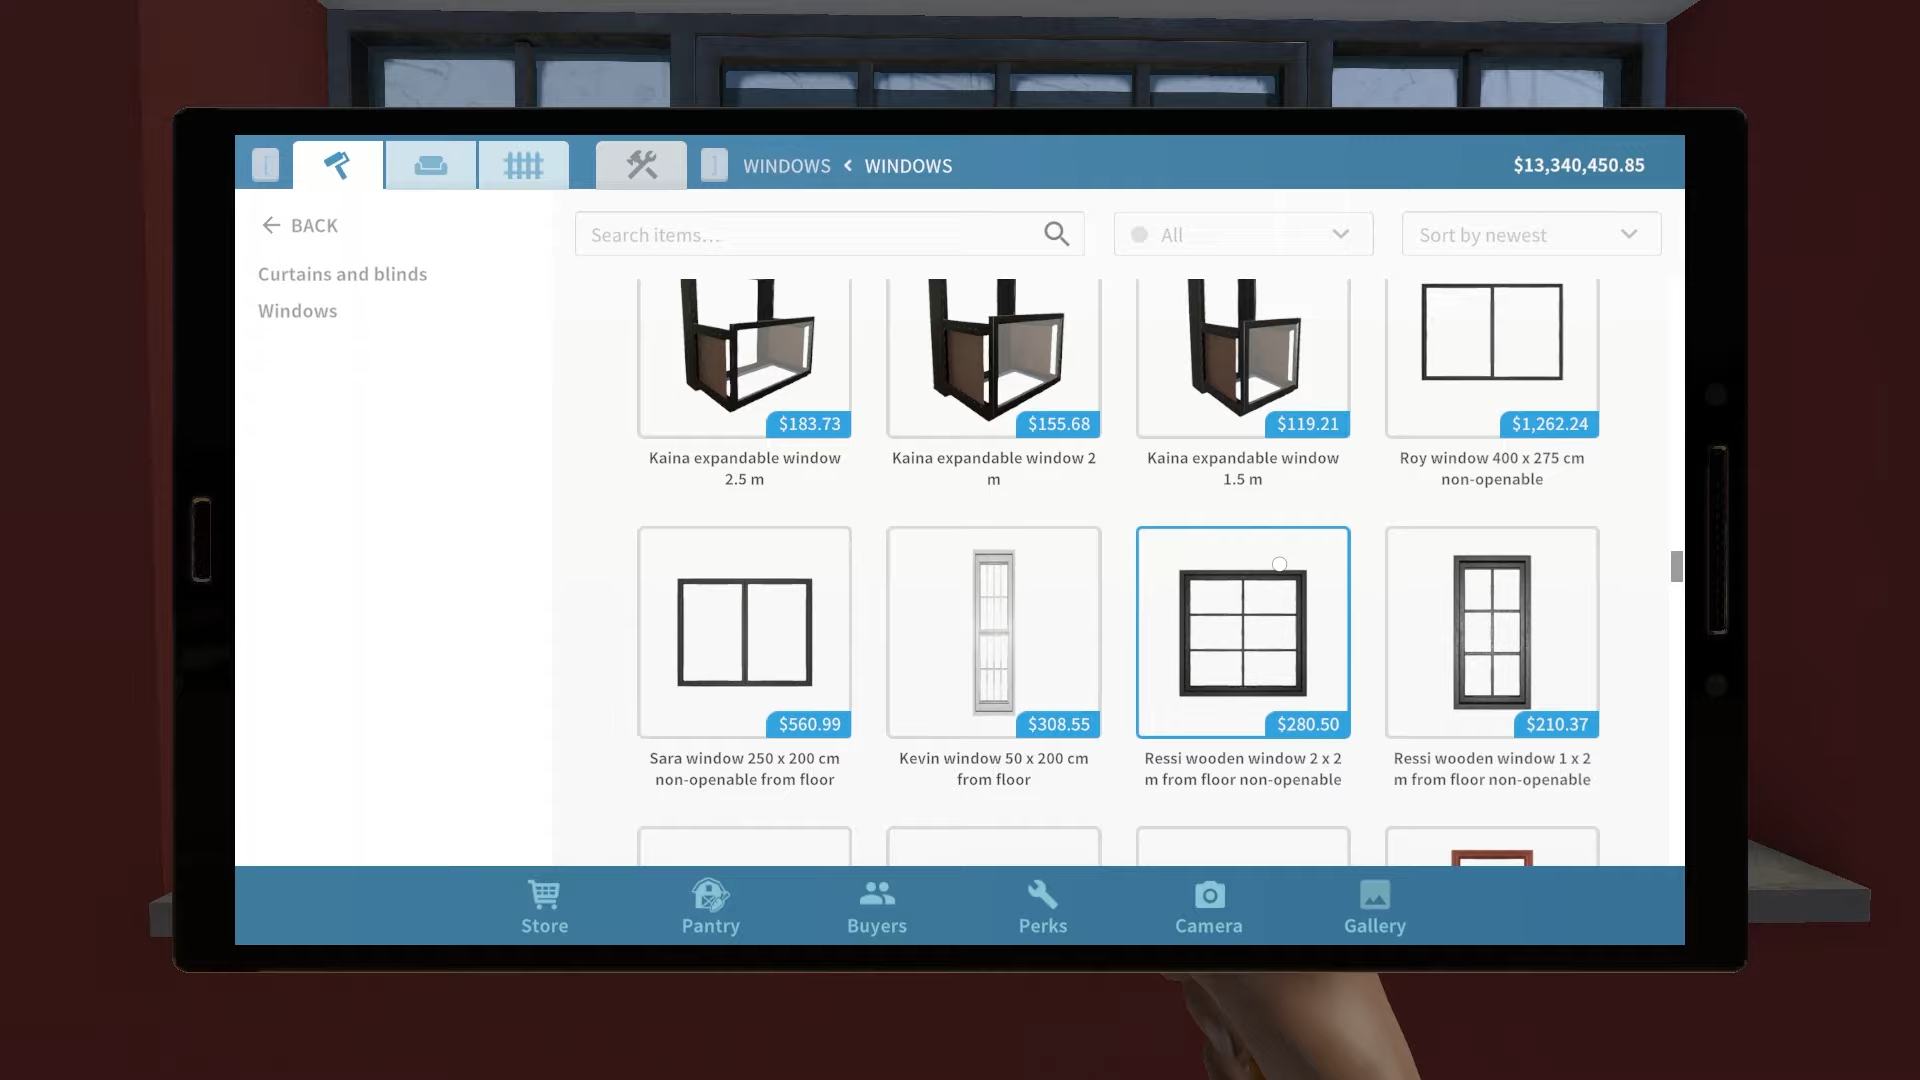 WINDOWS < WINDOWS
$13,340,450.85
BACK
Search items...
All
Sort by newest
Curtains and blinds
Windows
$183.73
$155.68
$119.21
$1,262.24
Kaina expandable window
2.5 m
Kaina expandable window 2
m
Kaina expandable window
1.5 m
Roy window 400 x 275 cm
non-openable
$560.99
$308.55
$280.50
$210.37
Sara window 250 x 200 cm
non-openable from floor
Kevin window 50 x 200 cm
from floor
Ressi wooden window 2 x 2
m from floor non-openable
Ressi wooden window 1 x 2
m from floor non-openable
Store
Pantry
Buyers
Perks
Camera
Gallery